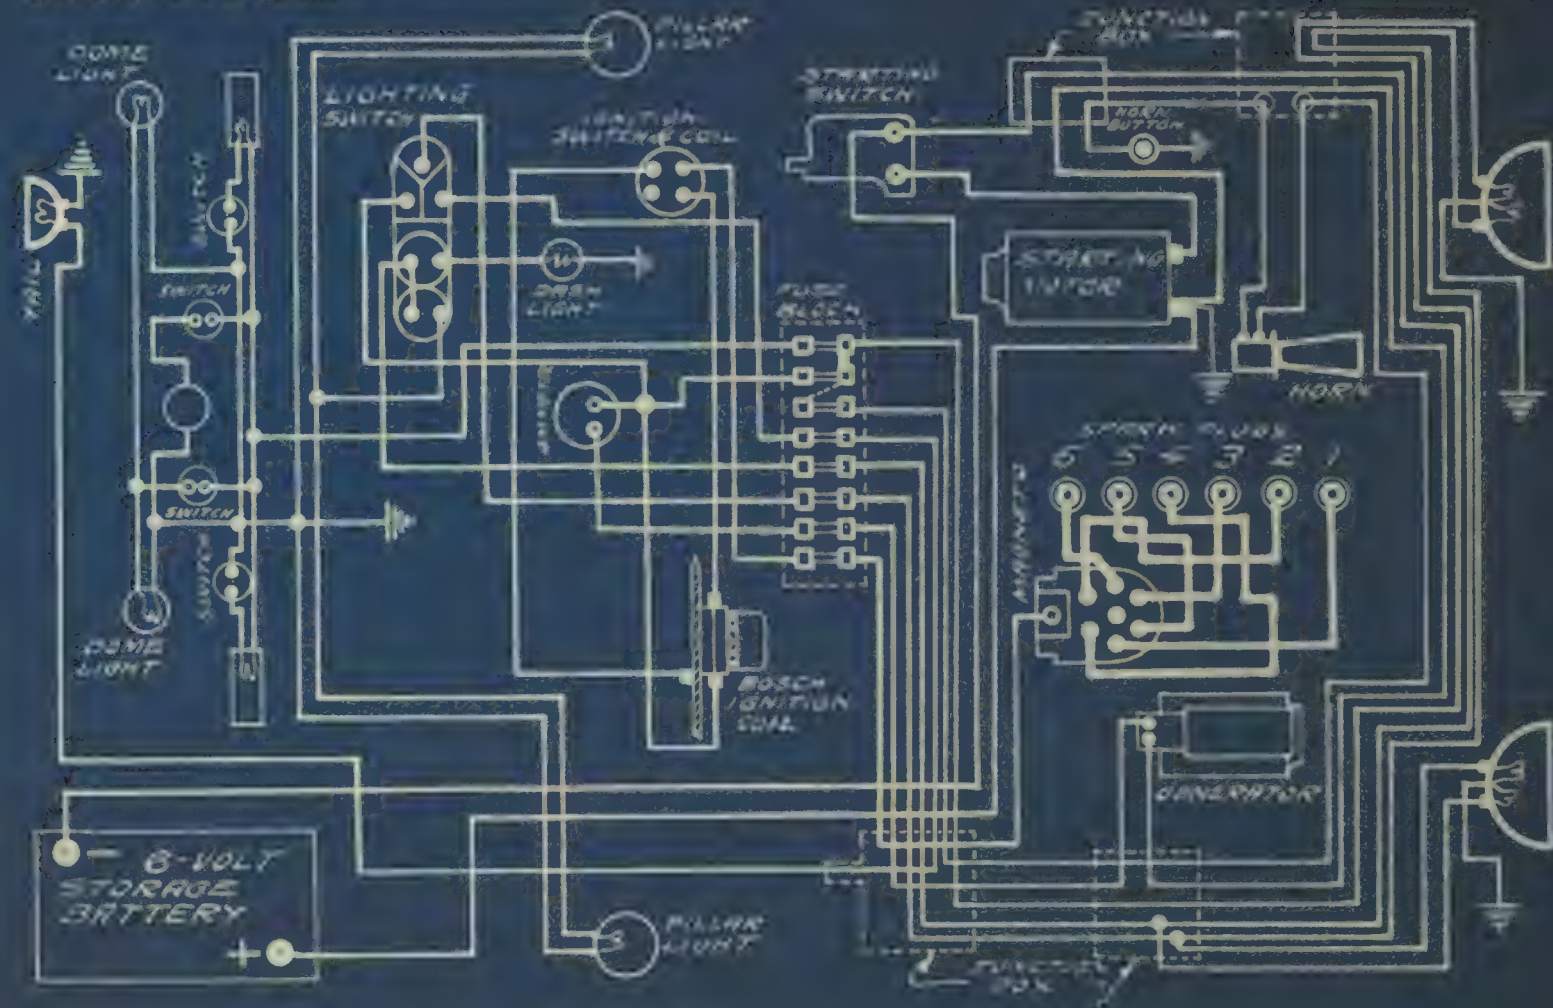 PILLAR
LIGHT
JUNCTION
BOX
DOME
LIGHT
STARTING
SWITCH
LIGHTING
SWITCH
IGNITION
SWITCH & COIL
HORN
BUTTON
SWITCH
TAIL
SWITCH
DASH
LIGHT
STARTING
MOTOR
FUSE
BLOCK
HORN
SPARK PLUGS
6 5 4 3 2 1
MAGNETO
SWITCH
SWITCH
DOME
LIGHT
BOSCH
IGNITION
COIL
GENERATOR
- 6-VOLT
STORAGE
BATTERY
+
PILLAR
LIGHT
JUNCTION
BOX